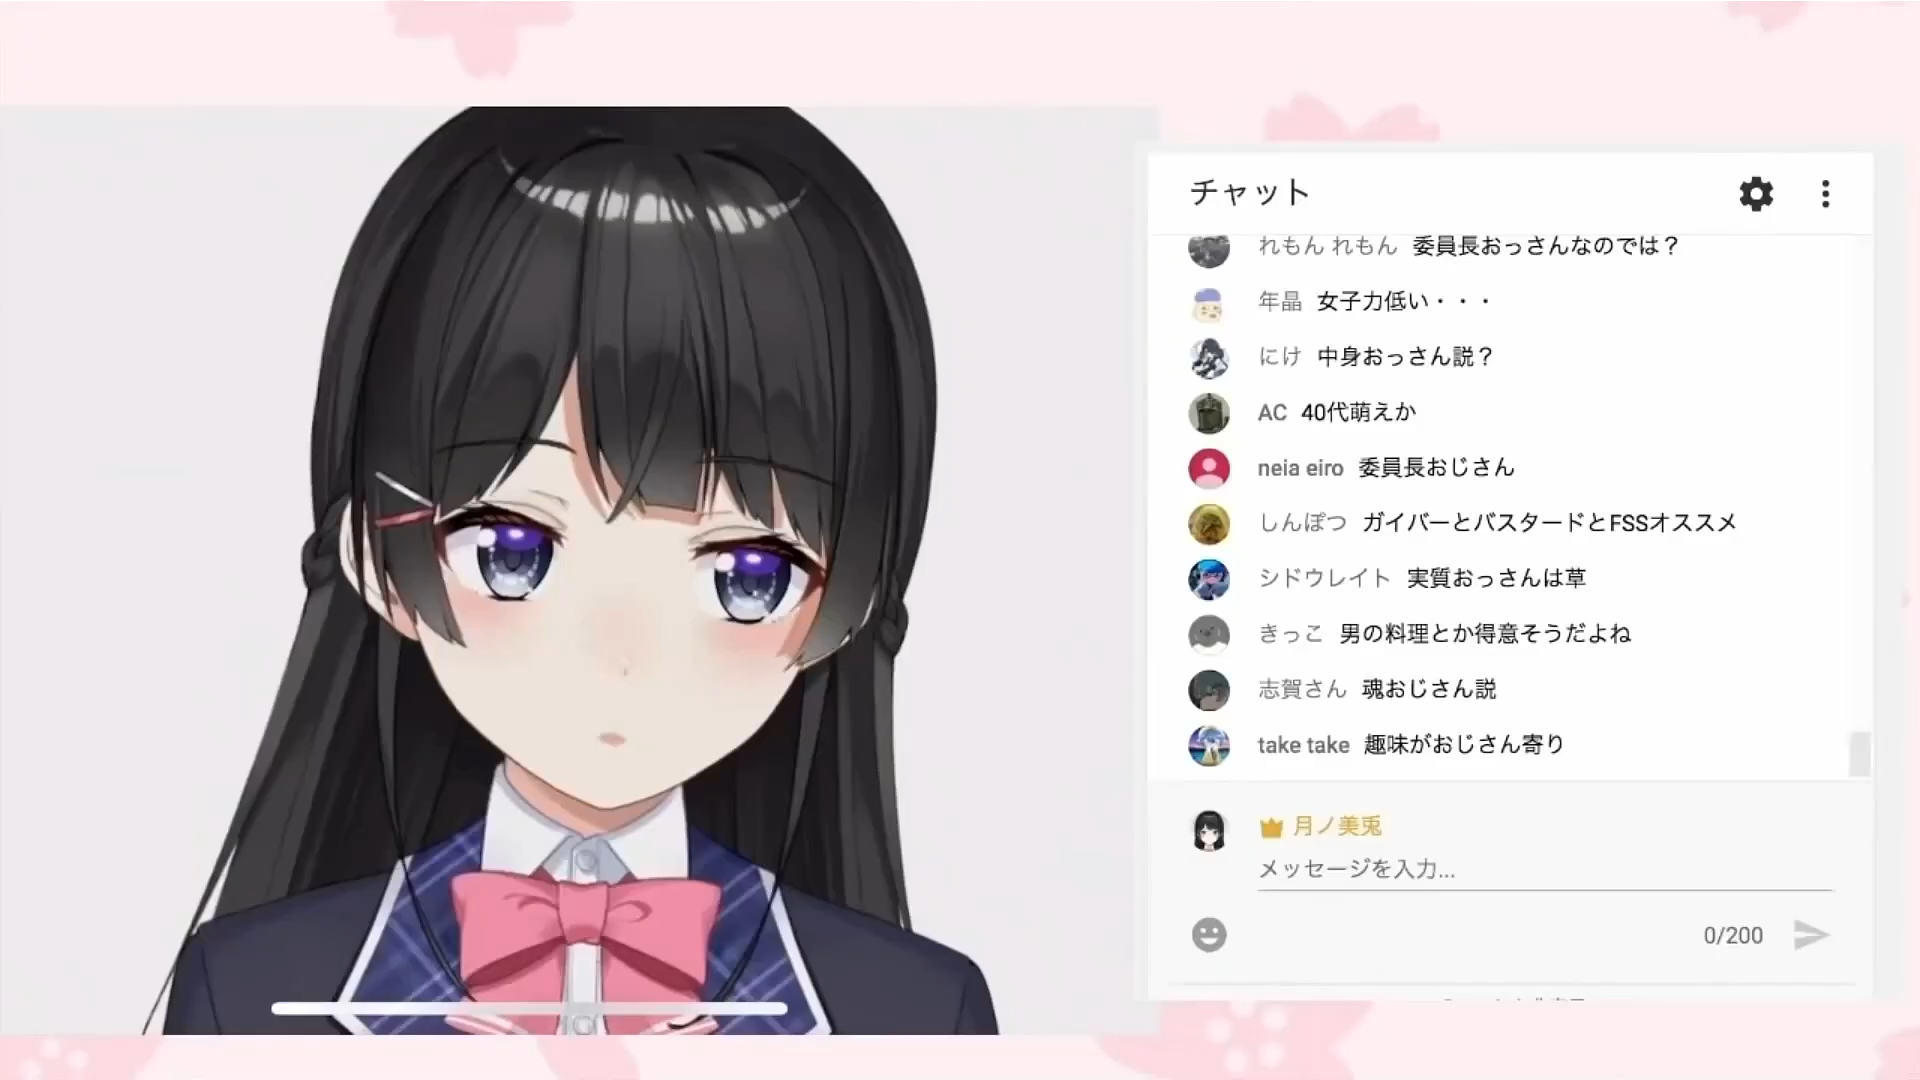 チャット
れもん れもん 委員長おっさんなのでは？
年晶 女子力低い・・・
にけ 中身おっさん説？
AC 40代萌えか
neia eiro 委員長おじさん
しんぽつ ガイバーとバスタードとFSSオススメ
シドウレイト 実質おっさんは草
きっこ 男の料理とか得意そうだよね
志賀さん 魂おじさん説
take take 趣味がおじさん寄り
月ノ美兎
メッセージを入力...
0/200